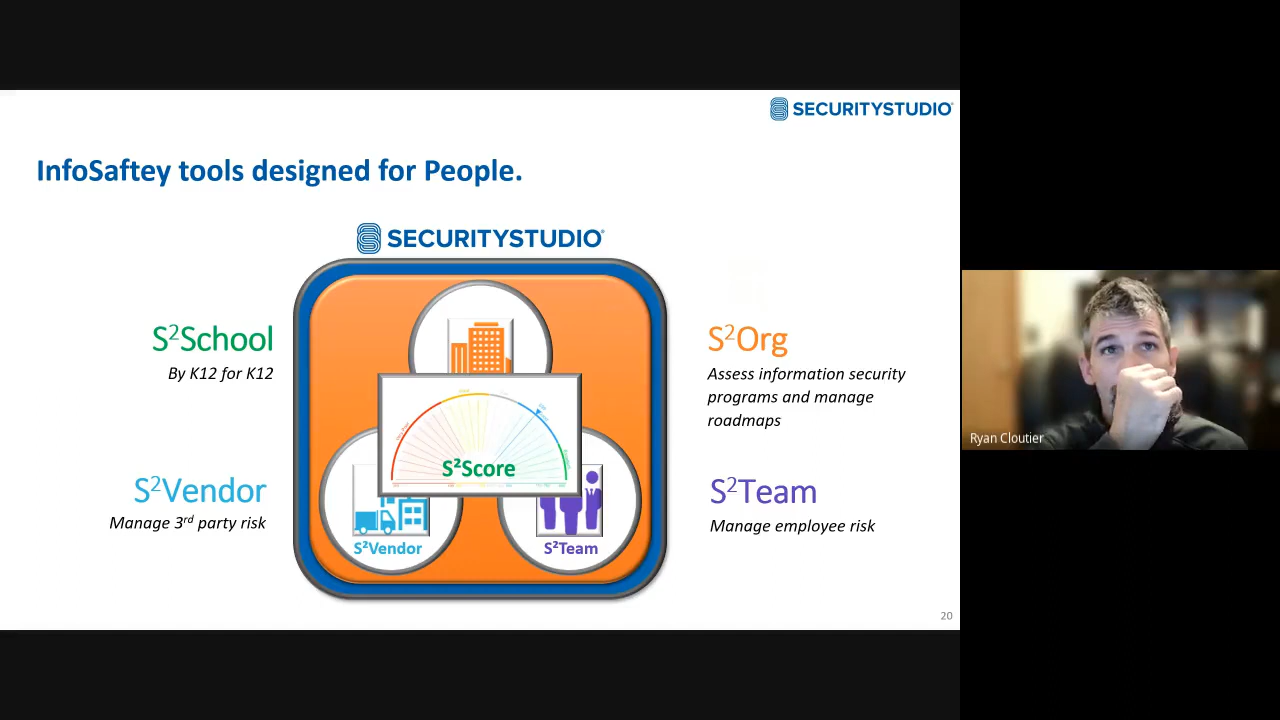 SECURITYSTUDIO
InfoSaftey tools designed for People.
SECURITYSTUDIO
S²School
By K12 for K12
S²Org
Assess information security
programs and manage
roadmaps
S²Score
S²Vendor
Manage 3rd party risk
S²Team
Manage employee risk
S²Vendor
S²Team
Ryan Cloutier
20